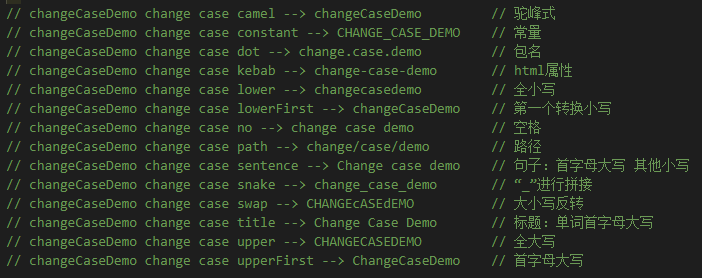 // changeCaseDemo change case camel --> changeCaseDemo // 驼峰式
// changeCaseDemo change case constant --> CHANGE_CASE_DEMO // 常量
// changeCaseDemo change case dot --> change.case.demo // 包名
// changeCaseDemo change case kebab --> change-case-demo // html属性
// changeCaseDemo change case lower --> changecasedemo // 全小写
// changeCaseDemo change case lowerFirst --> changeCaseDemo // 第一个转换小写
// changeCaseDemo change case no --> change case demo // 空格
// changeCaseDemo change case path --> change/case/demo // 路径
// changeCaseDemo change case sentence --> Change case demo // 句子: 首字母大写 其他小写
// changeCaseDemo change case snake --> change_case_demo // “_”进行拼接
// changeCaseDemo change case swap --> CHANGEcASEdEMO // 大小写反转
// changeCaseDemo change case title --> Change Case Demo // 标题: 单词首字母大写
// changeCaseDemo change case upper --> CHANGECASEDEMO // 全大写
// changeCaseDemo change case upperFirst --> ChangeCaseDemo // 首字母大写